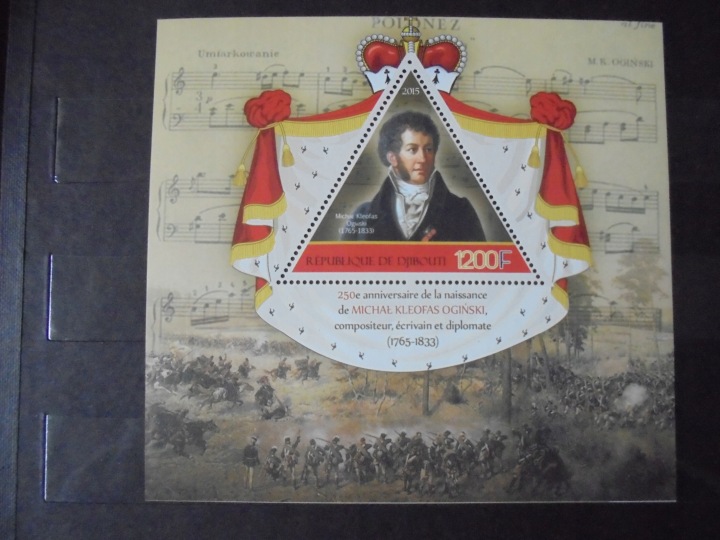 POLONEZ
Umiarkowanie
M. K. OGIŃSKI
2015
Michał Kleofas
Ogiński
(1765-1833)
RÉPUBLIQUE DE DJIBOUTI 1200F
250e anniversaire de la naissance
de MICHAŁ KLEOFAS OGIŃSKI,
compositeur, écrivain et diplomate
(1765-1833)